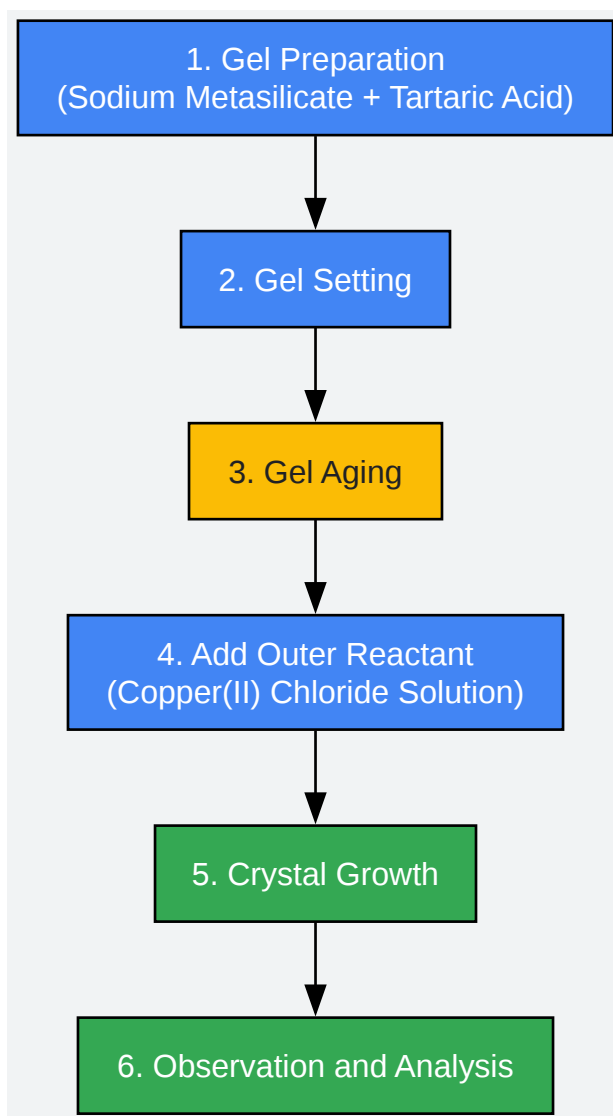 1. Gel Preparation
(Sodium Metasilicate + Tartaric Acid)
2. Gel Setting
3. Gel Aging
4. Add Outer Reactant
(Copper(II) Chloride Solution)
5. Crystal Growth
6. Observation and Analysis